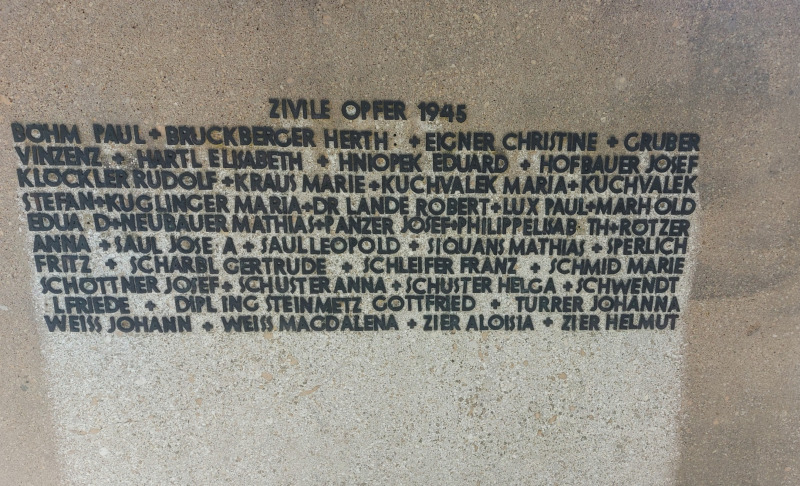 ZIVILE OPFER 1945
BÖHM PAUL + BRUCKBERGER HERTH + EIGNER CHRISTINE + GRUBER
VINZENZ + HARTL ELISABETH + HNIOPEK EDUARD + HOFBAUER JOSEF
KLÖCKLER RUDOLF + KRAUS MARIE + KUCHVALEK MARIA + KUCHVALEK
STEFAN + KUGLINGER MARIA + DR LANDE ROBERT + LUX PAUL + MARHOLD
EDUA D + NEUBAUER MATHIAS + PANZER JOSEF + PHILIPP ELISAB TH + ROTZER
ANNA + SAUL JOSE A + SAUL LEOPOLD + SIQUANS MATHIAS + SPERLICH
FRITZ + SCHARBL GERTRUDE + SCHLEIFER FRANZ + SCHMID MARIE
SCHOTTNER JOSEF + SCHUSTER ANNA + SCHUSTER HELGA + SCHWENDT
LFRIEDE + DIPL ING STEINMETZ GOTTFRIED + TURRER JOHANNA
WEISS JOHANN + WEISS MAGDALENA + ZIER ALOISIA + ZIER HELMUT